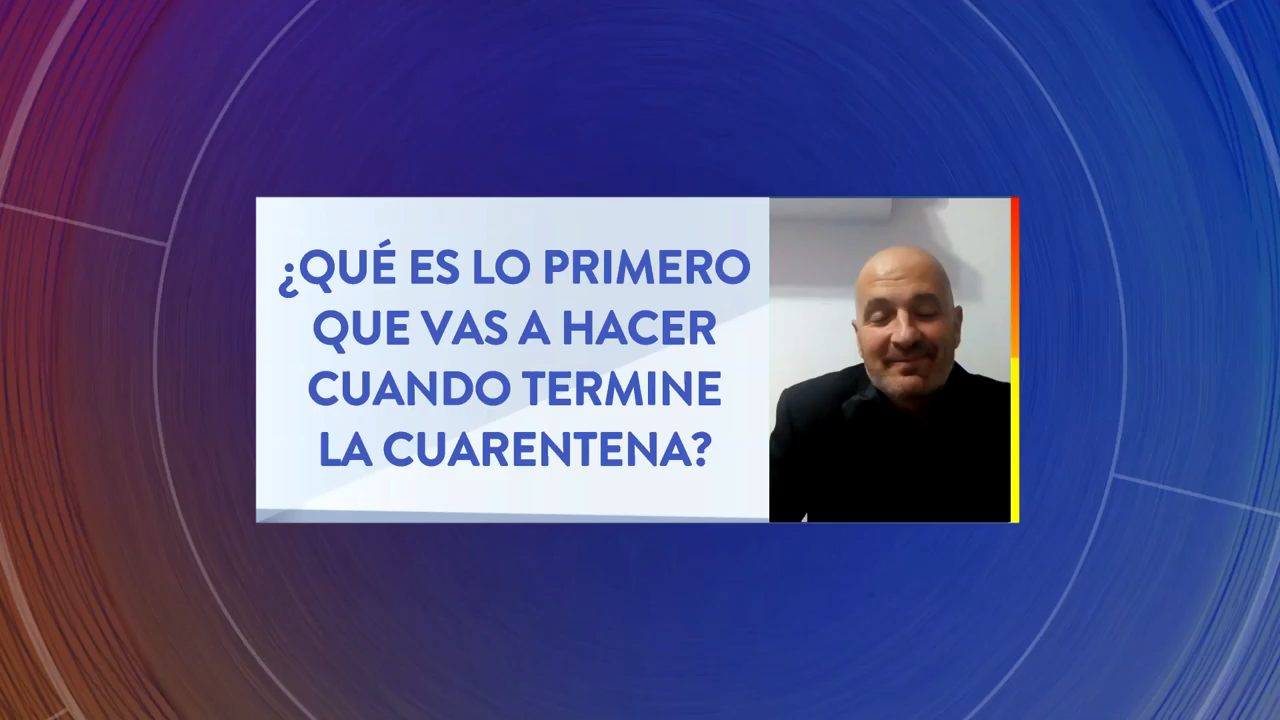 ¿QUÉ ES LO PRIMERO
QUE VAS A HACER
CUANDO TERMINE
LA CUARENTENA?